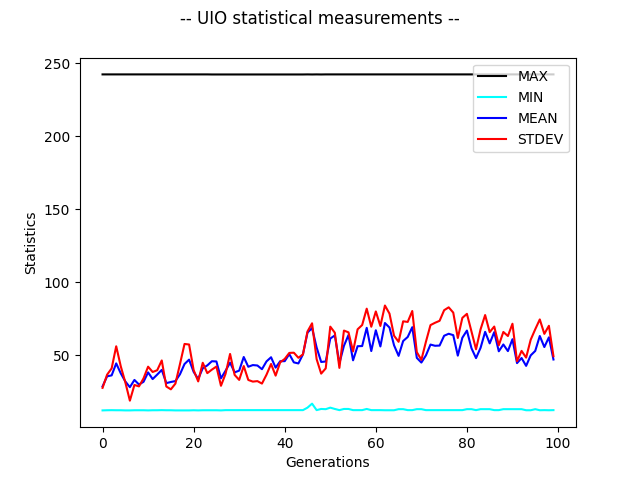 -- UIO statistical measurements --
250
200
150
100
50
Statistics
MAX
MIN
MEAN
STDEV
0 20 40 60 80 100
Generations